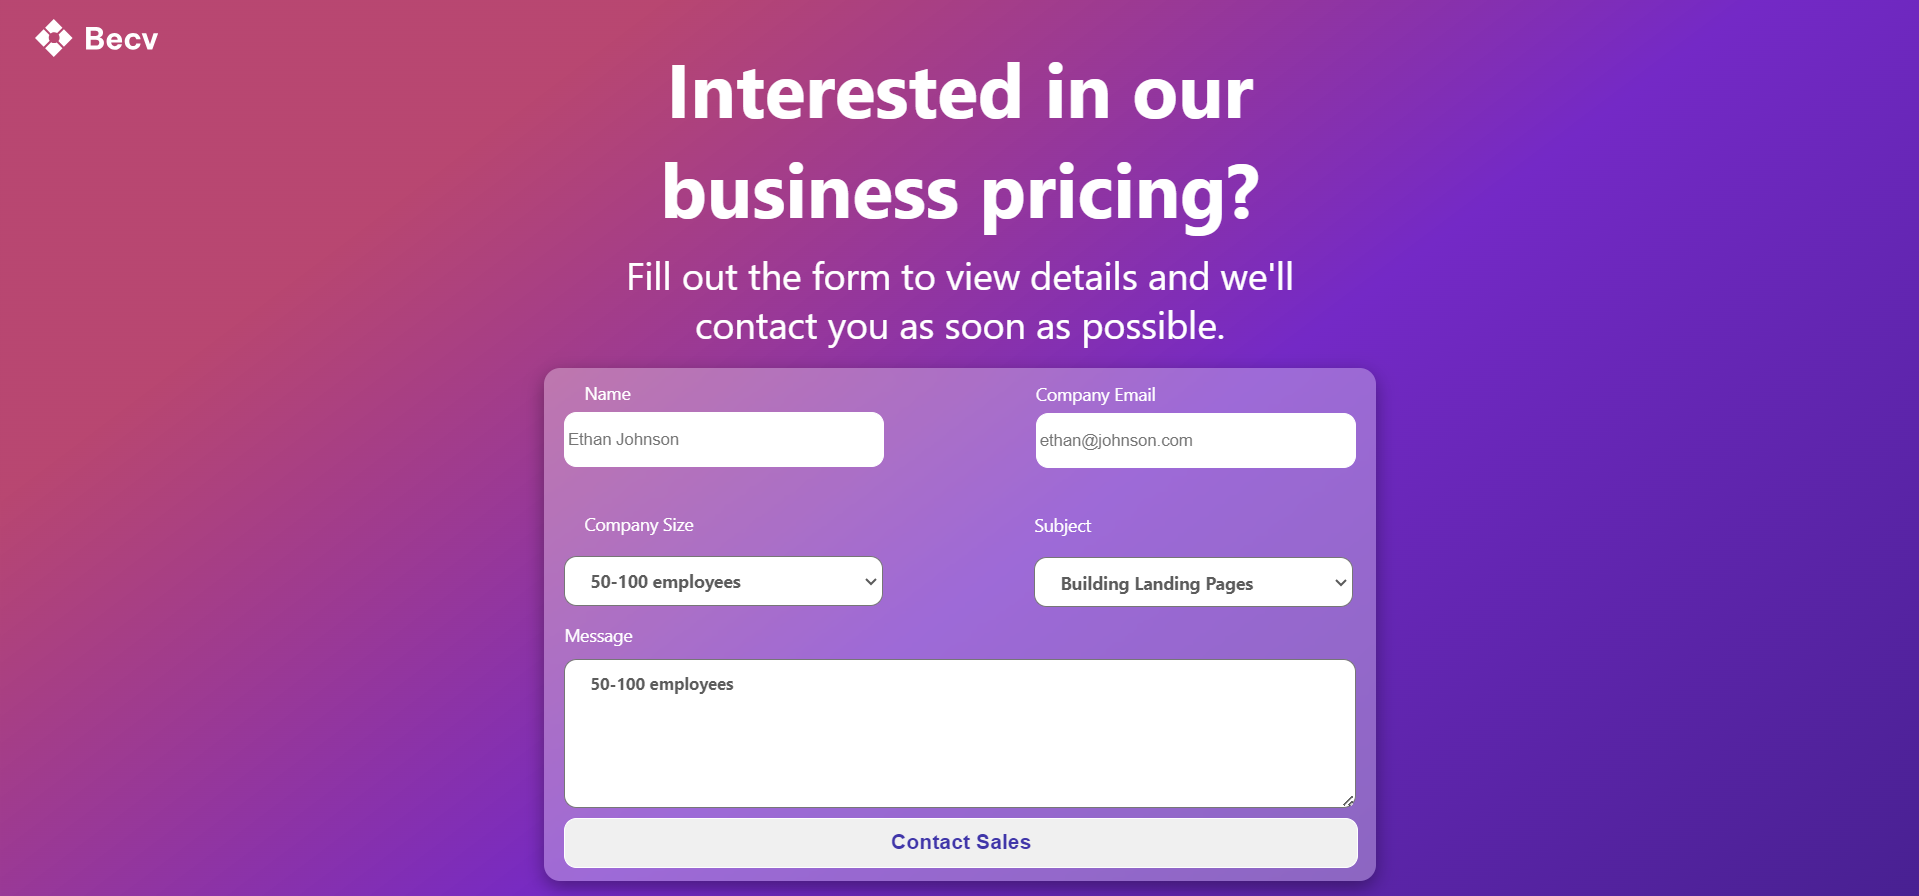 Becv
Interested in our
business pricing?
Fill out the form to view details and we'll
contact you as soon as possible.
Name
Company Email
Ethan Johnson
ethan@johnson.com
Company Size
Subject
50-100 employees
Building Landing Pages
Message
50-100 employees
Contact Sales